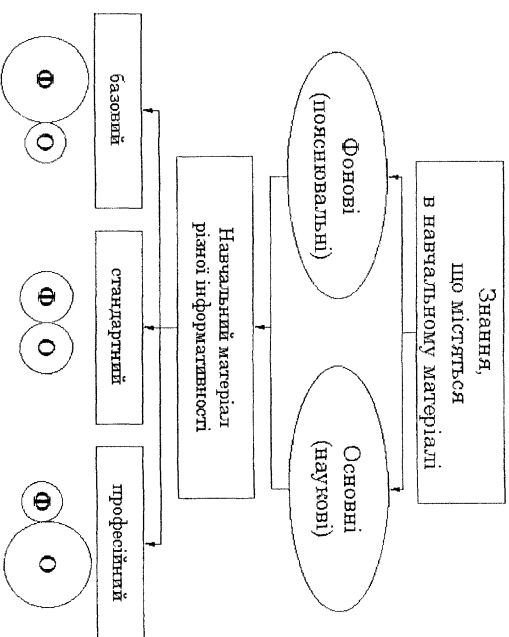 Знання,
що містяться
в навчальному матеріалі
Фонові
(пояснювальні)
Основні
(наукові)
Навчальний матеріал
різної інформативності
базовий
стандартний
професійний
Ф
О
Ф
О
Ф
О